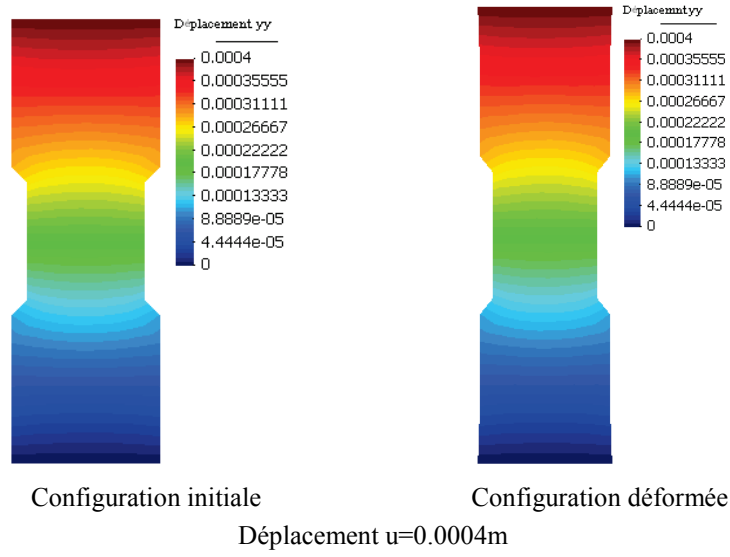 Déplacement yy
0.0004
0.00035555
0.00031111
0.00026667
0.00022222
0.00017778
0.00013333
8.8889e-05
4.4444e-05
0
Déplacemnt yy
0.0004
0.00035555
0.00031111
0.00026667
0.00022222
0.00017778
0.00013333
8.8889e-05
4.4444e-05
0
Configuration initiale
Configuration déformée
Déplacement u=0.0004m